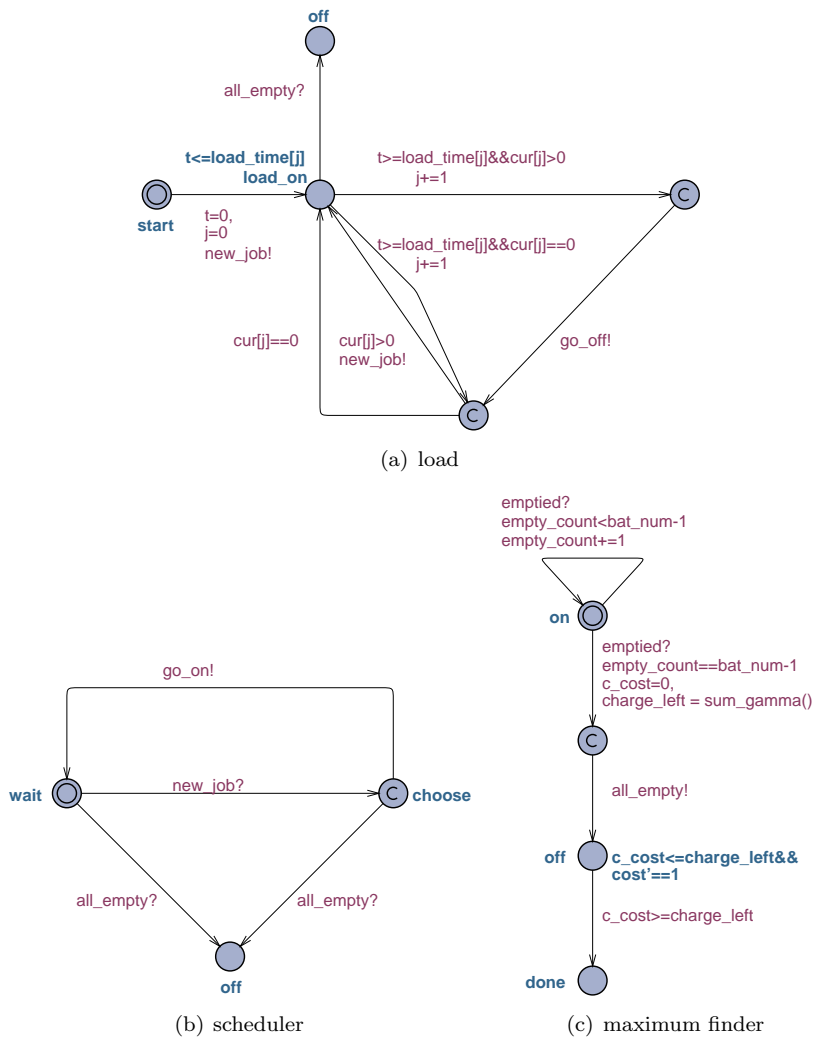 off
all_empty?
t<=load_time[j]
load_on
t>=load_time[j]&&cur[j]>0
j+=1
C
start
t=0,
j=0
new_job!
t>=load_time[j]&&cur[j]==0
j+=1
cur[j]==0
cur[j]>0
new_job!
go_off!
C
(a) load
emptied?
empty_count<bat_num-1
empty_count+=1
on
emptied?
empty_count==bat_num-1
c_cost=0,
charge_left = sum_gamma()
C
all_empty!
off
c_cost<=charge_left&&
cost'==1
c_cost>=charge_left
done
go_on!
wait
new_job?
C
choose
all_empty?
all_empty?
off
(b) scheduler
(c) maximum finder